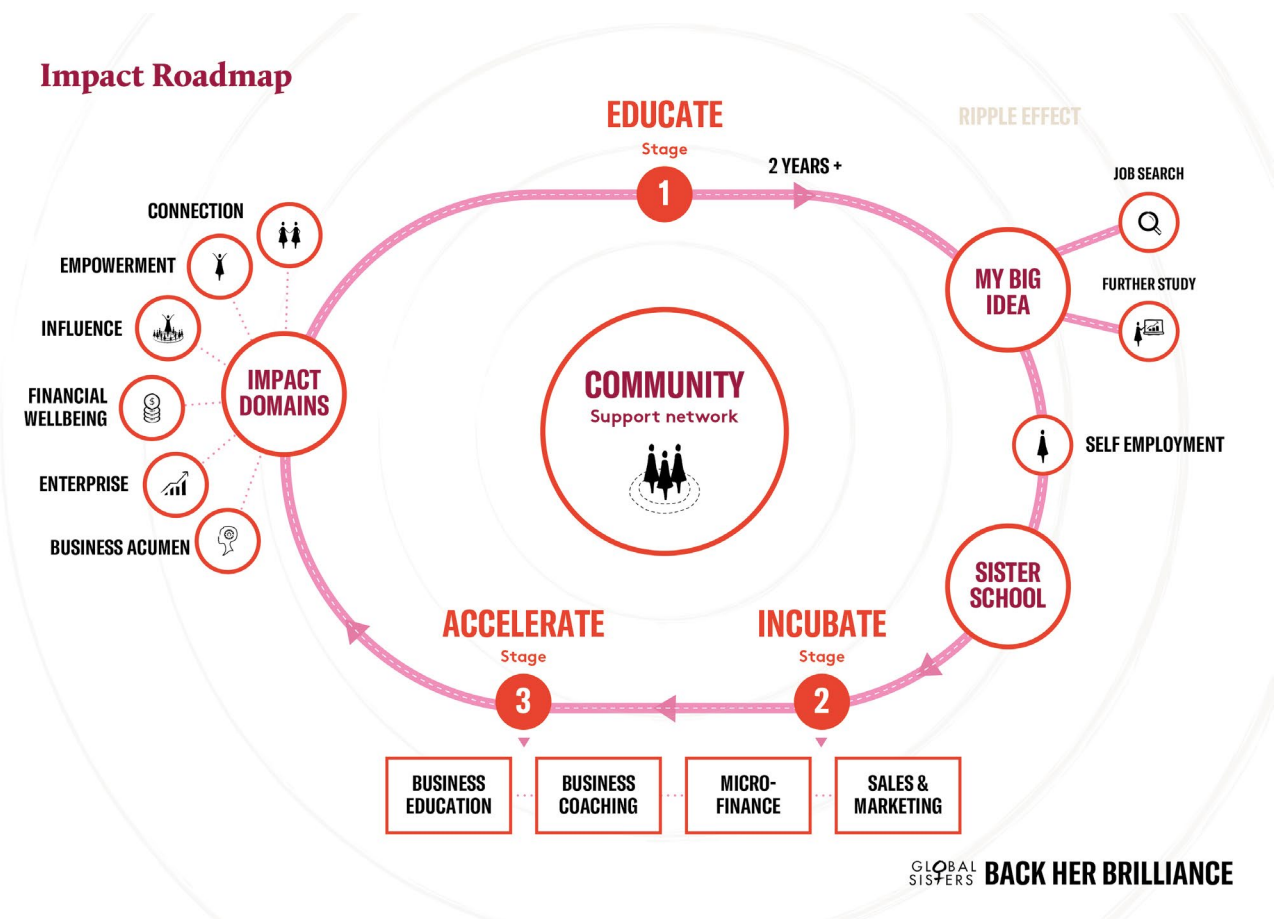 Impact Roadmap
EDUCATE
Stage
1
2 YEARS +
RIPPLE EFFECT
JOB SEARCH
MY BIG
IDEA
FURTHER STUDY
SELF EMPLOYMENT
SISTER
SCHOOL
INCUBATE
Stage
2
ACCELERATE
Stage
3
BUSINESS
EDUCATION
BUSINESS
COACHING
MICRO-
FINANCE
SALES &
MARKETING
IMPACT
DOMAINS
CONNECTION
EMPOWERMENT
INFLUENCE
FINANCIAL
WELLBEING
$
ENTERPRISE
BUSINESS ACUMEN
COMMUNITY
Support network
GLOBAL
SISTERS
BACK HER BRILLIANCE